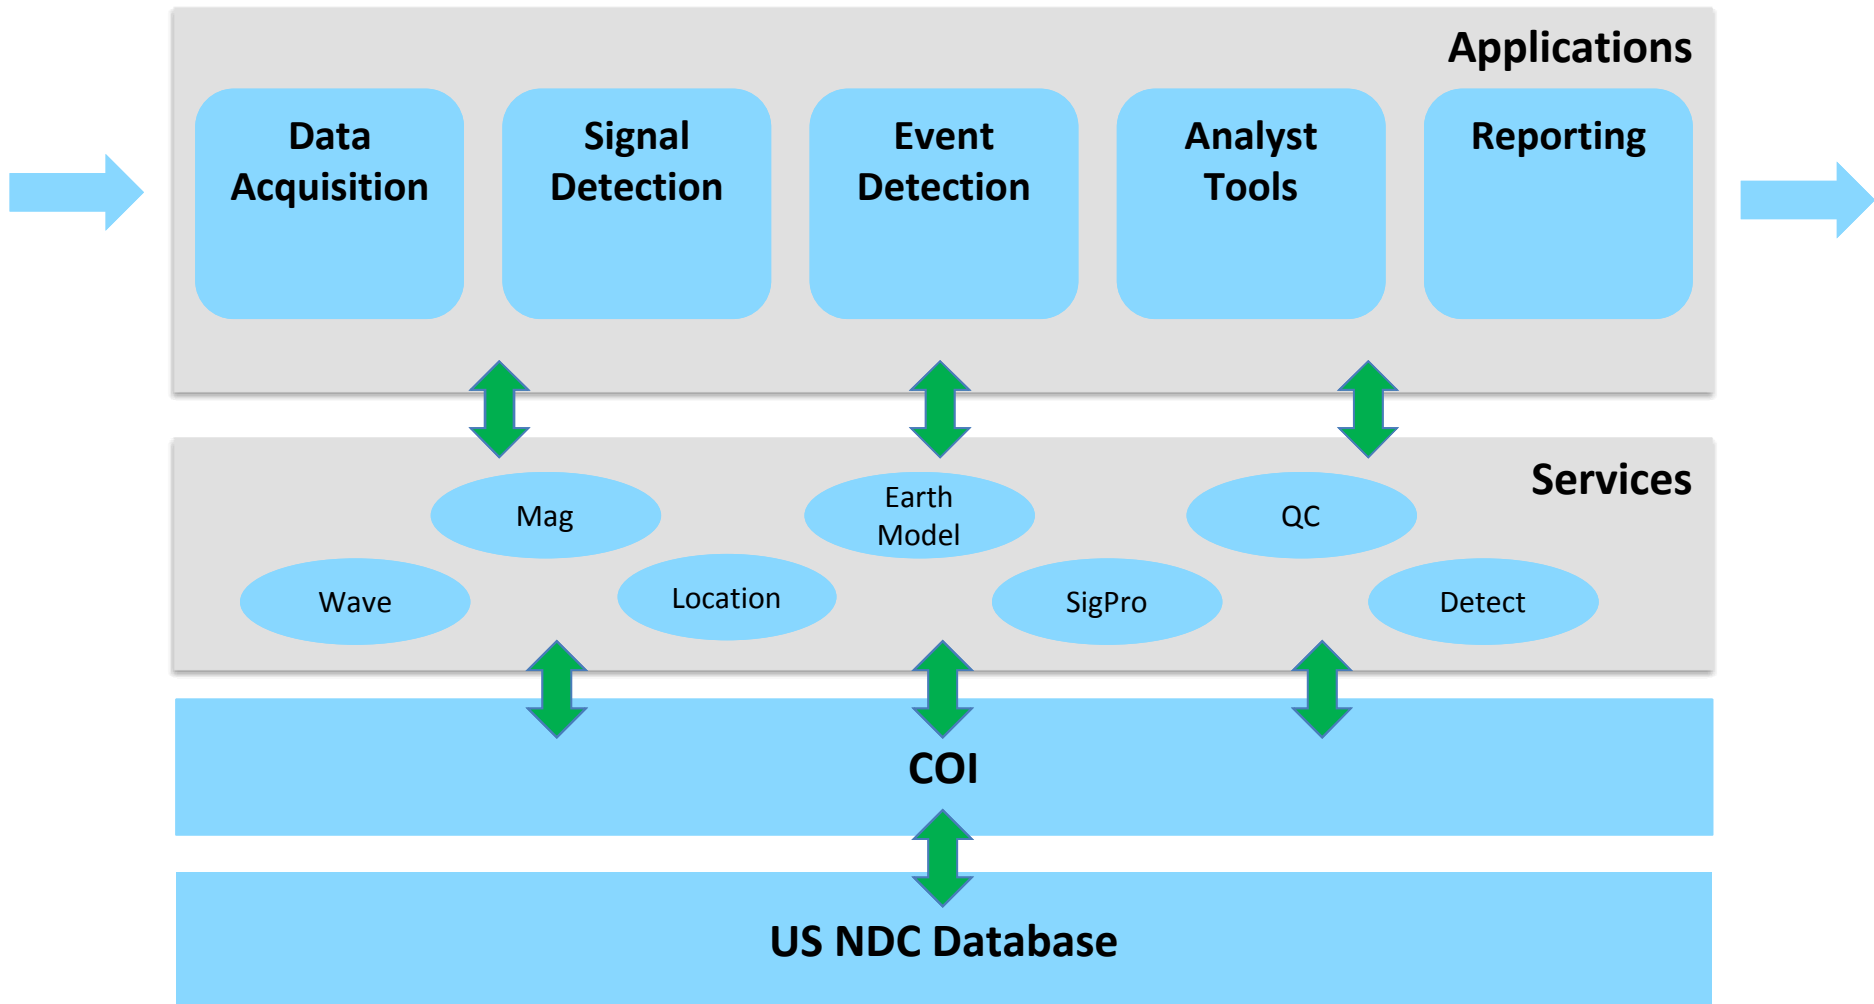 Applications
Data
Acquisition
Signal
Detection
Event
Detection
Analyst
Tools
Reporting
Services
Mag
Earth
Model
QC
Wave
Location
SigPro
Detect
COI
US NDC Database